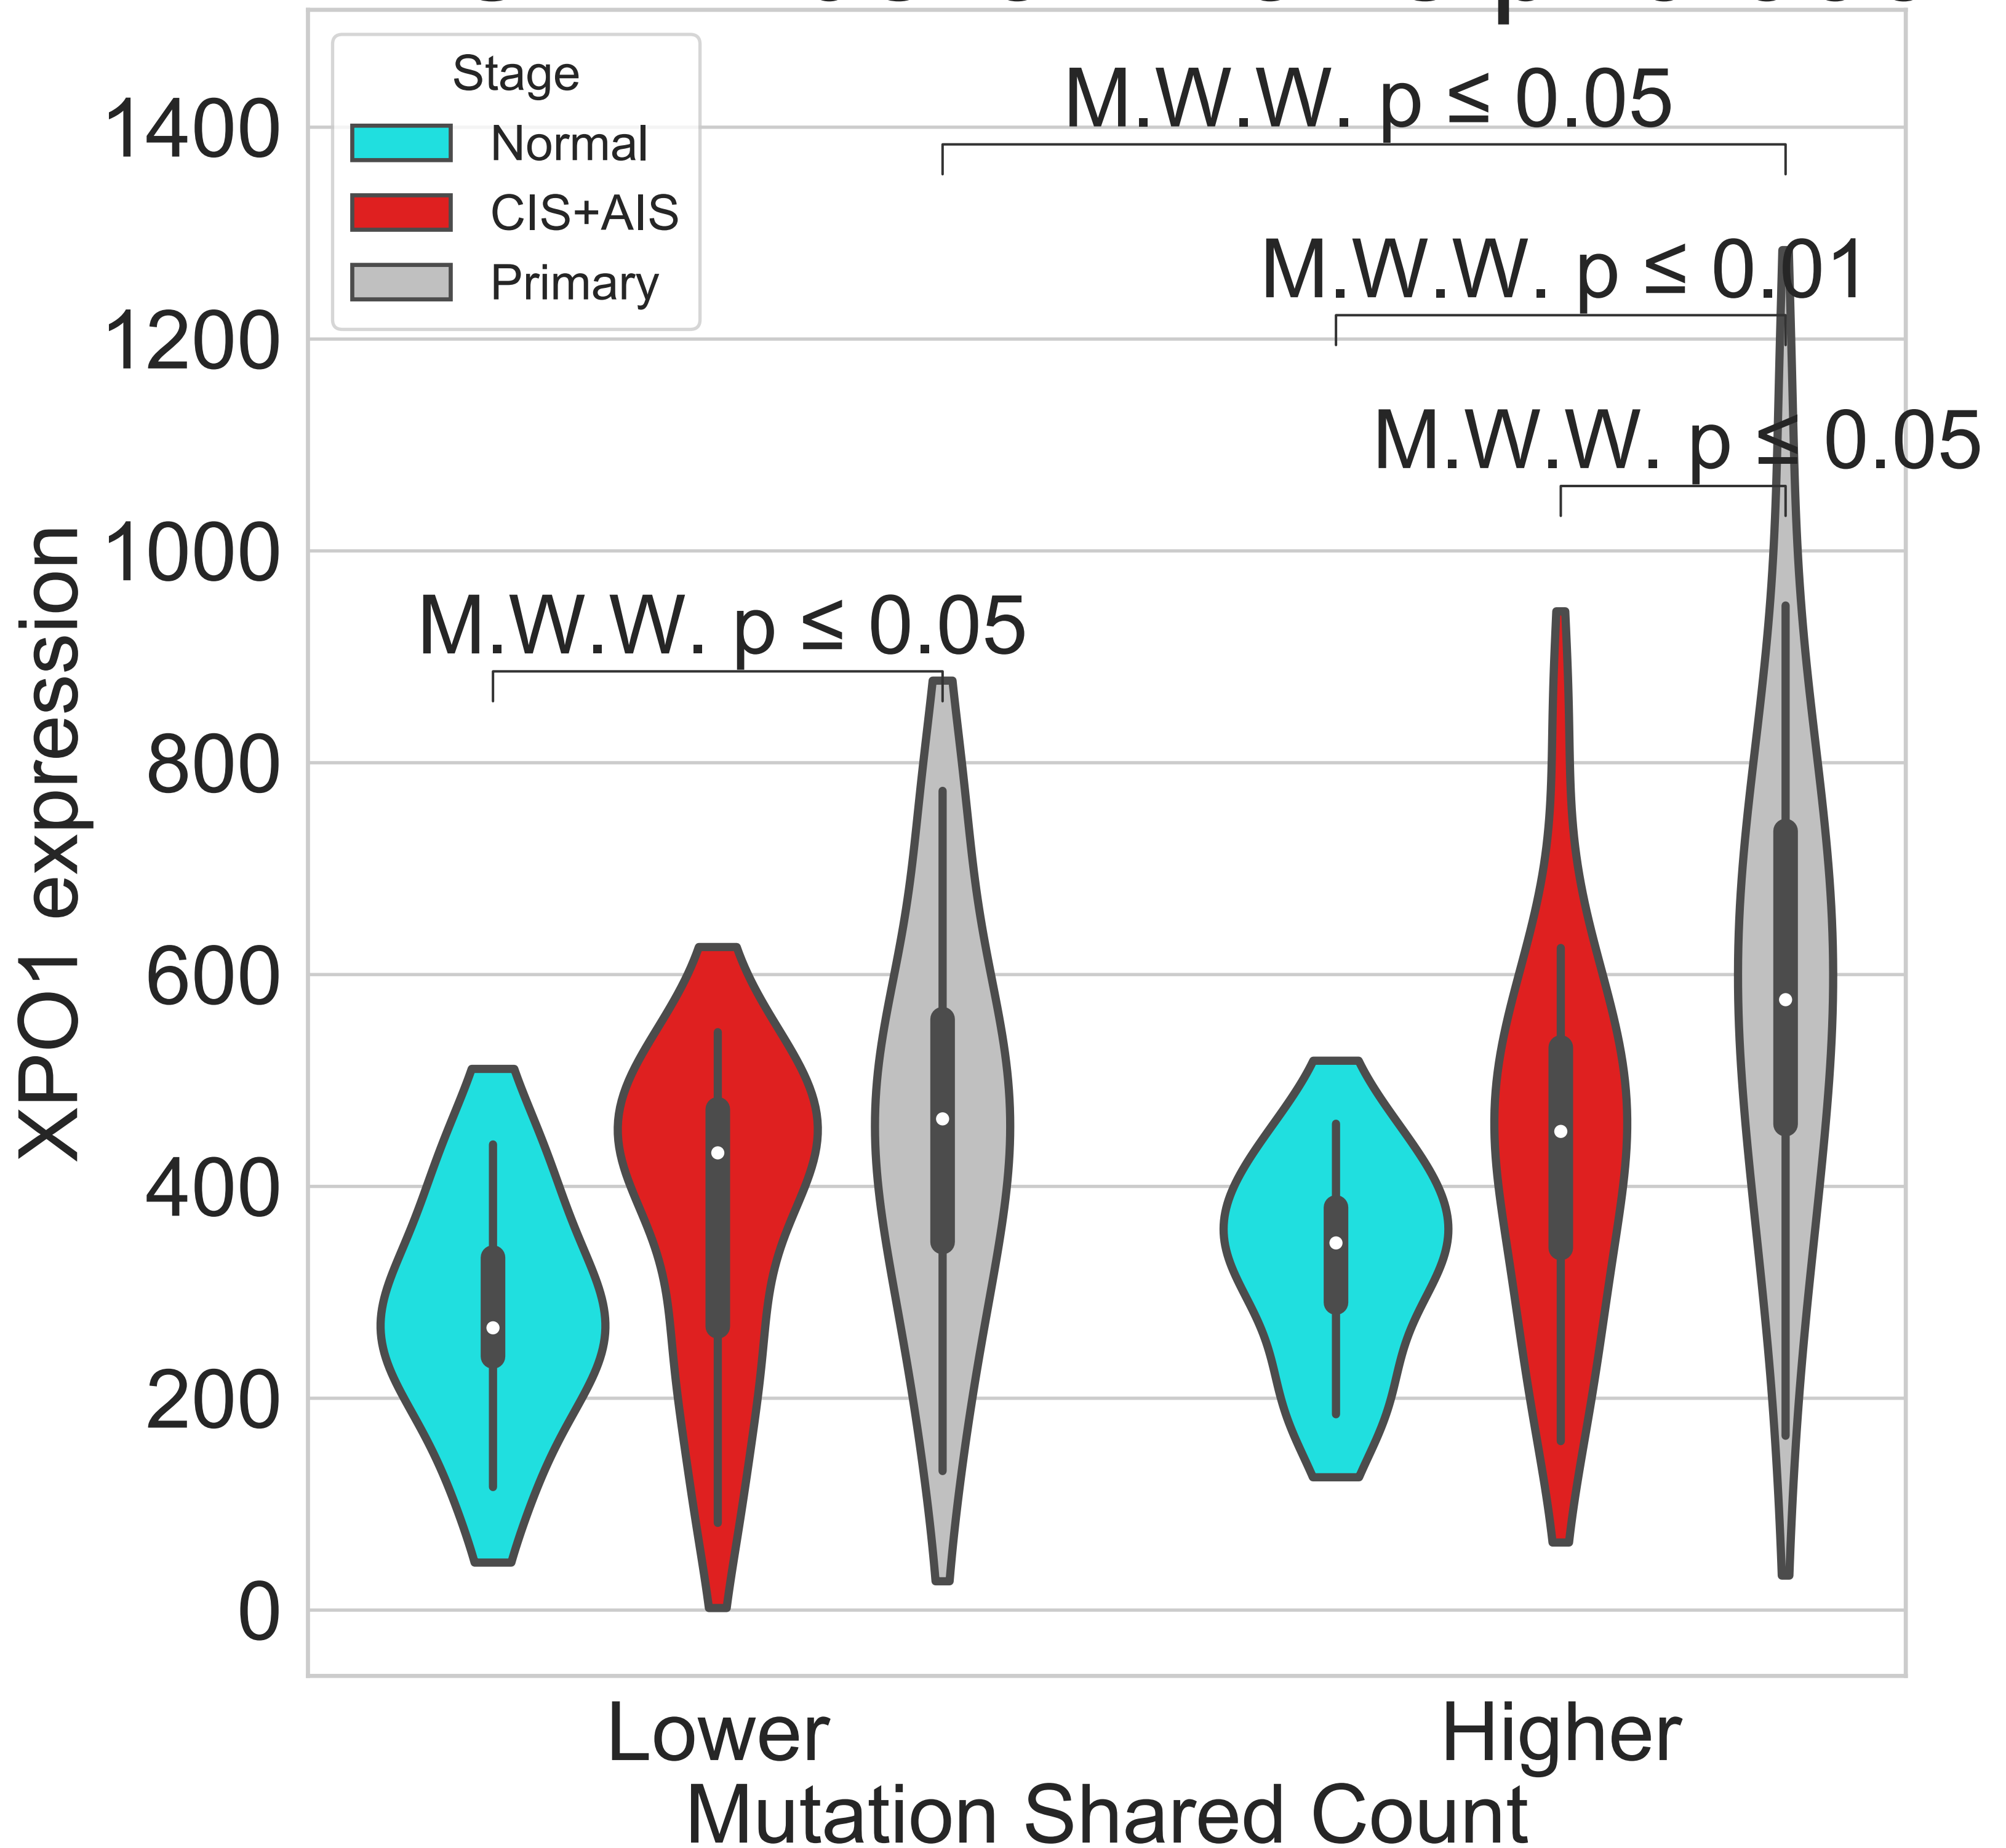 Stage
Normal
CIS+AIS
Primary
M.W.W. p ≤ 0.05
M.W.W. p ≤ 0.01
M.W.W. p ≤ 0.05
M.W.W. p ≤ 0.05
1400
1200
1000
800
600
400
200
0
XPO1 expression
Lower
Higher
Mutation Shared Count